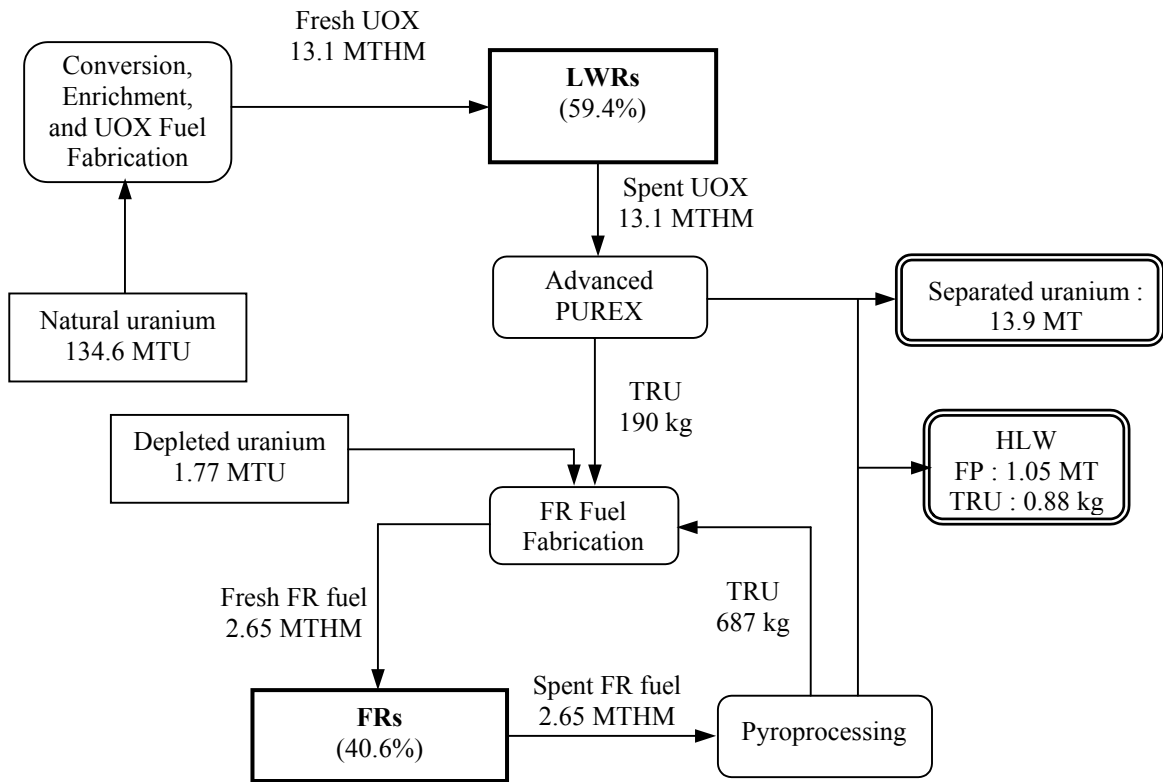 Fresh UOX
13.1 MTHM
Conversion,
Enrichment,
and UOX Fuel
Fabrication
LWRs
(59.4%)
Spent UOX
13.1 MTHM
Natural uranium
134.6 MTU
Advanced
PUREX
Separated uranium :
13.9 MT
TRU
190 kg
Depleted uranium
1.77 MTU
HLW
FP : 1.05 MT
TRU : 0.88 kg
FR Fuel
Fabrication
Fresh FR fuel
2.65 MTHM
TRU
687 kg
FRs
(40.6%)
Spent FR fuel
2.65 MTHM
Pyroprocessing